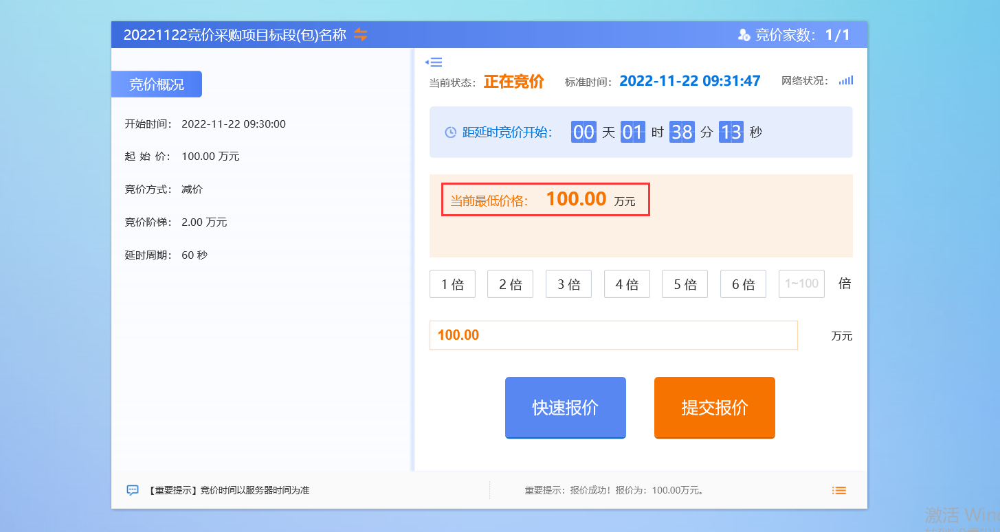 20221122竞价采购项目标段(包)名称
竞价家数： 1/1
竞价概况
开始时间： 2022-11-22 09:30:00
起 始 价： 100.00 万元
竞价方式： 减价
竞价阶梯： 2.00 万元
延时周期： 60 秒
当前状态： 正在竞价 标准时间： 2022-11-22 09:31:47 网络状况：
距延时竞价开始： 00 天 01 时 38 分 13 秒
当前最低价格： 100.00 万元
1 倍 2 倍 3 倍 4 倍 5 倍 6 倍 1~100 倍
100.00 万元
快速报价 提交报价
【重要提示】竞价时间以服务器时间为准
重要提示：报价成功！报价为：100.00万元。
激活 Win